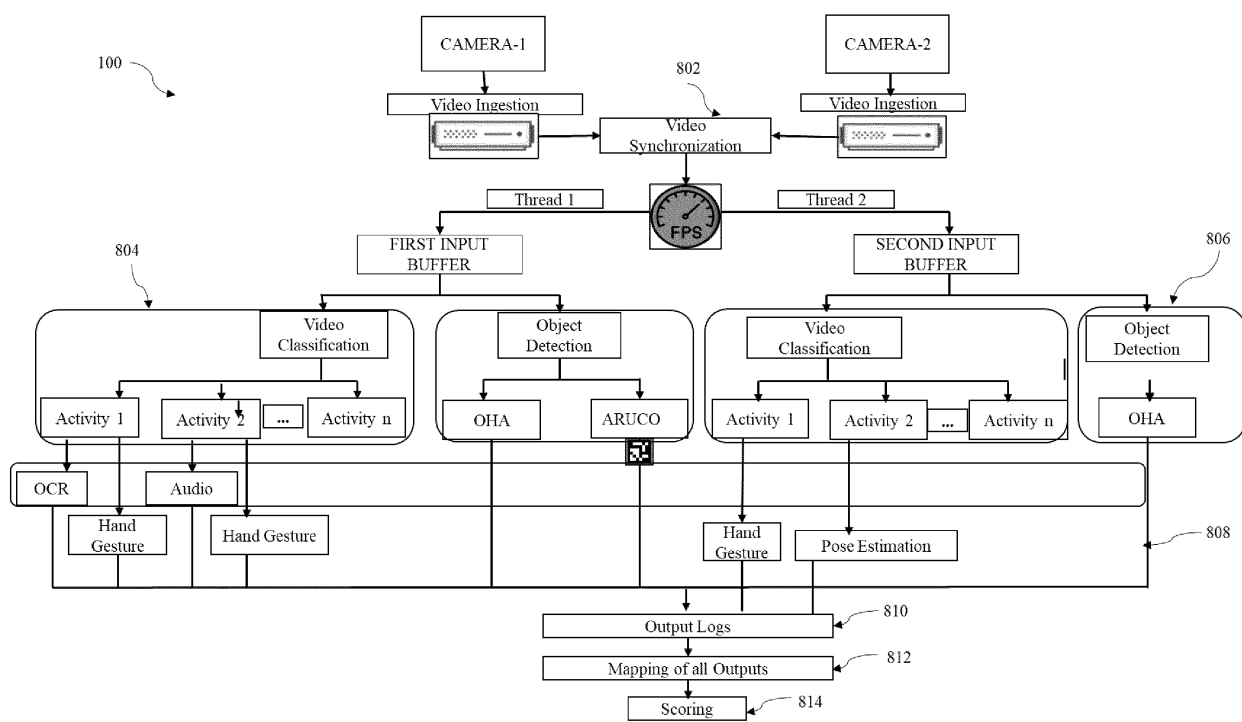 CAMERA-1
CAMERA-2
100
802
Video Ingestion
Video Ingestion
Video
Synchronization
Thread 1
Thread 2
FPS
FIRST INPUT
BUFFER
SECOND INPUT
BUFFER
804
806
Video
Classification
Object
Detection
Video
Classification
Object
Detection
Activity 1
Activity 2
...
Activity n
OHA
ARUCO
Activity 1
Activity 2
...
Activity n
OHA
OCR
Audio
Hand
Gesture
Hand Gesture
Hand
Gesture
Pose Estimation
808
Output Logs
810
Mapping of all Outputs
812
Scoring
814